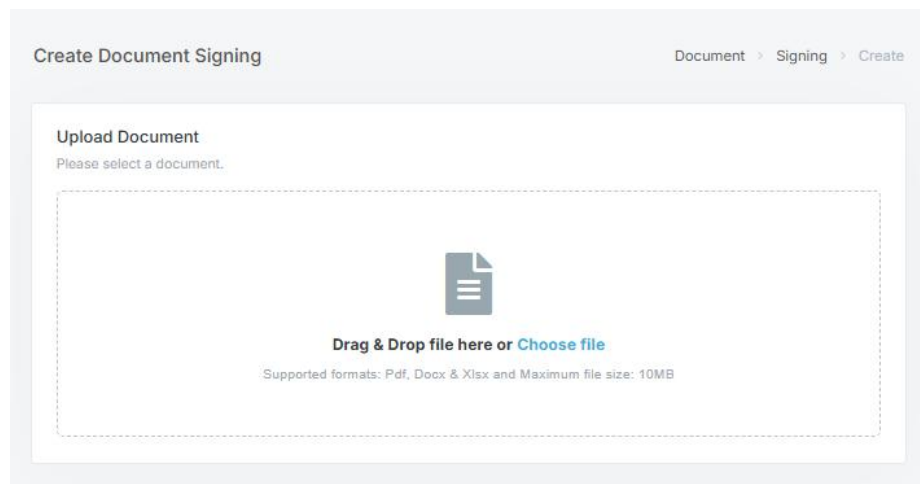 Create Document Signing
Document > Signing > Create
Upload Document
Please select a document.
Drag & Drop file here or Choose file
Supported formats: Pdf, Docx & Xlsx and Maximum file size: 10MB